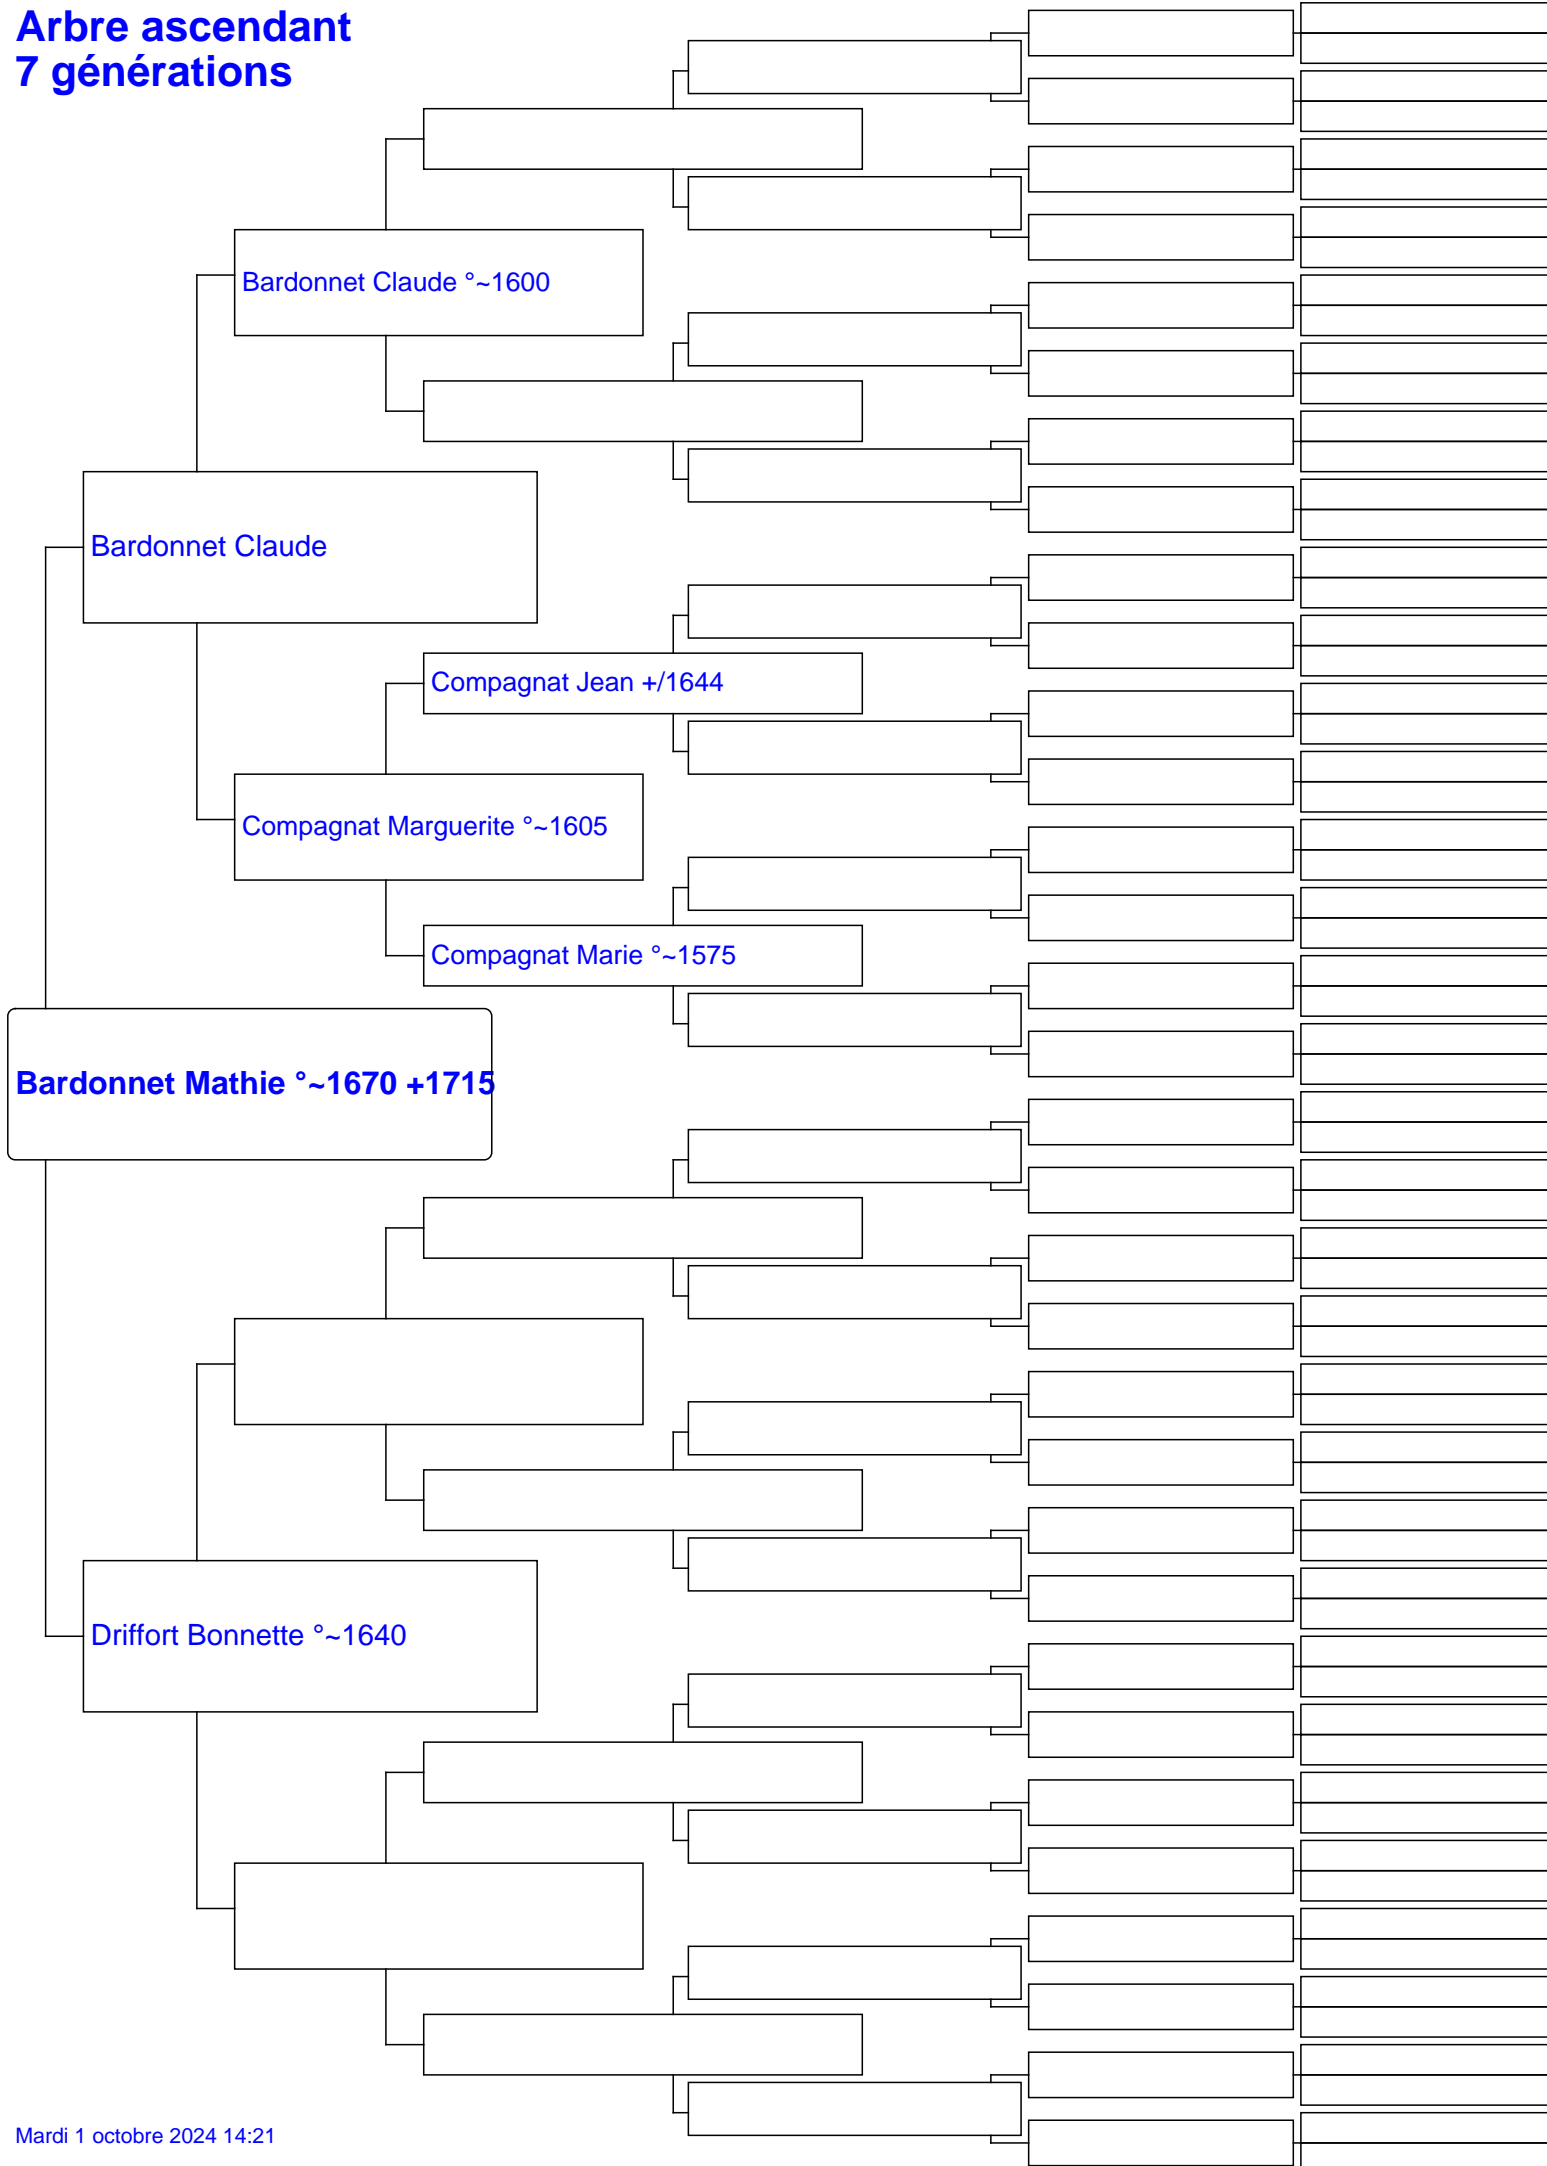 Arbre ascendant
7 générations
Bardonnet Claude °~1600
Bardonnet Claude
Compagnat Jean +/1644
Compagnat Marguerite °~1605
Compagnat Marie °~1575
Bardonnet Mathie °~1670 +1715
Driffort Bonnette °~1640
Mardi 1 octobre 2024 14:21